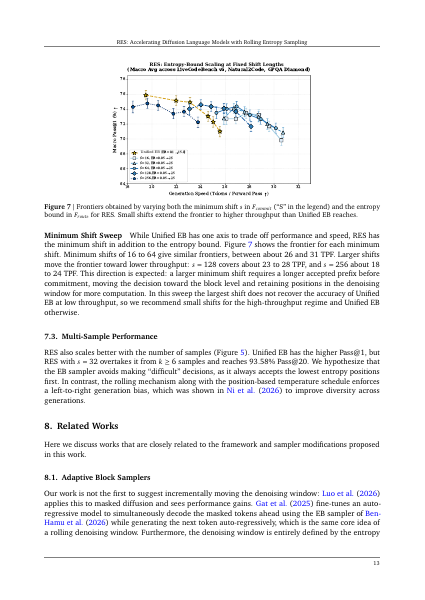 RES: Accelerating Diffusion Language Models with Rolling Entropy Sampling
RES: Entropy-Bound Scaling at Fixed Shift Lengths
(Macro Avg across LiveCodeBench v6, NaturalCode, GPQA Diamond)
Generation Speed (Tokens / Forward Pass )
Figure 7 | Frontiers obtained by varying both the minimum shift s in Fcommit ("S" in the legend) and the entropy
bound in Froute for RES. Small shifts extend the frontier to higher throughput than Unified EB reaches.
Minimum Shift Sweep While Unified EB has one axis to trade off performance and speed, RES has
the minimum shift in addition to the entropy bound. Figure 7 shows the frontier for each minimum
shift. Minimum shifts of 16 to 64 give similar frontiers, between about 26 and 31 TPF. Larger shifts
move the frontier toward lower throughput: s = 128 covers about 23 to 28 TPF, and s = 256 about 18
to 24 TPF. This direction is expected: a larger minimum shift requires a longer accepted prefix before
commitment, moving the decision toward the block level and retaining positions in the denoising
window for more computation. In this sweep the largest shift does not recover the accuracy of Unified
EB at low throughput, so we recommend small shifts for the high-throughput regime and Unified EB
otherwise.
7.3. Multi-Sample Performance
RES also scales better with the number of samples (Figure 5). Unified EB has the higher Pass@1, but
RES with s = 32 overtakes it from k ≥ 6 samples and reaches 93.58% Pass@20. We hypothesize that
the EB sampler avoids making "difficult" decisions, as it always accepts the lowest entropy positions
first. In contrast, the rolling mechanism along with the position-based temperature schedule enforces
a left-to-right generation bias, which was shown in Ni et al. (2026) to improve diversity across
generations.
8. Related Works
Here we discuss works that are closely related to the framework and sampler modifications proposed
in this work.
8.1. Adaptive Block Samplers
Our work is not the first to suggest incrementally moving the denoising window: Luo et al. (2026)
applies this to masked diffusion and sees performance gains. Gat et al. (2025) fine-tunes an auto-
regressive model to simultaneously decode the masked tokens ahead using the EB sampler of Ben-
Hamu et al. (2026) while generating the next token auto-regressively, which is the same core idea of
a rolling denoising window. Furthermore, the denoising window is entirely defined by the entropy
13